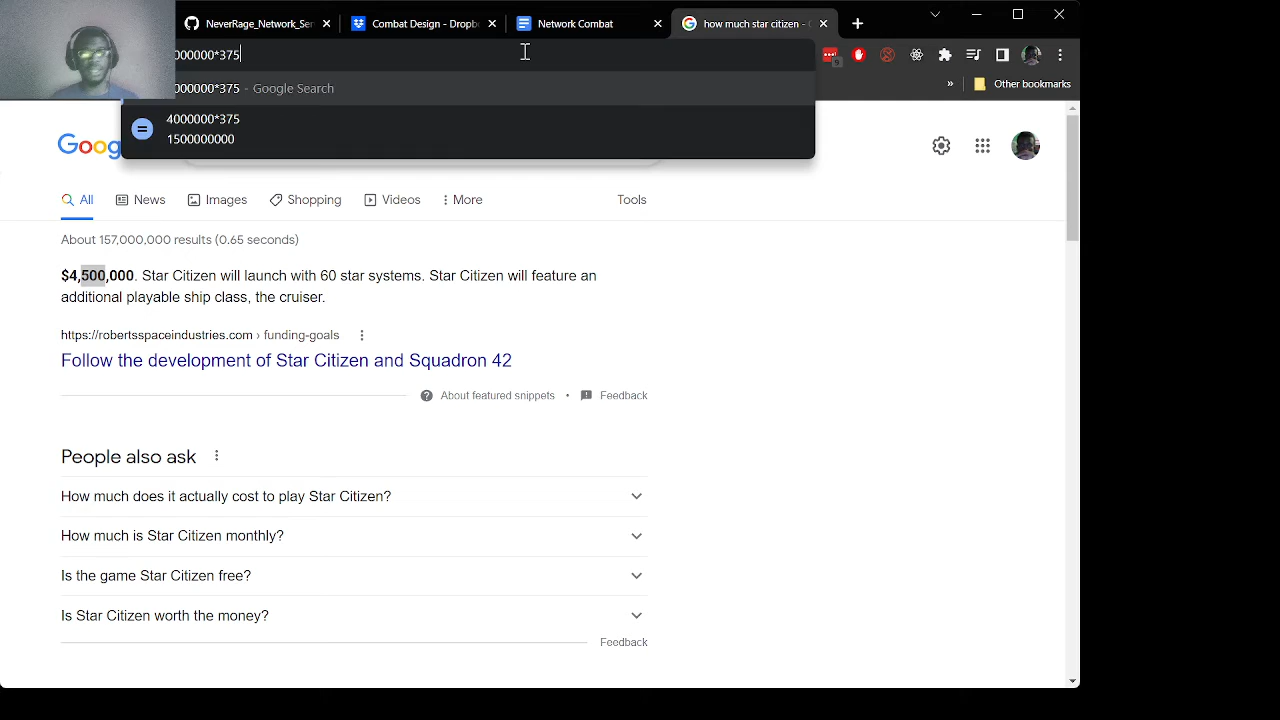 NeverRage_Network_Ser
Combat Design - Dropb
Network Combat
how much star citizen -
000000*375
Other bookmarks
000000*375 - Google Search
4000000*375
1500000000
Goog
All
News
Images
Shopping
Videos
More
Tools
About 157,000,000 results (0.65 seconds)
$4,500,000. Star Citizen will launch with 60 star systems. Star Citizen will feature an
additional playable ship class, the cruiser.
https://robertsspaceindustries.com › funding-goals
Follow the development of Star Citizen and Squadron 42
About featured snippets • Feedback
People also ask
How much does it actually cost to play Star Citizen?
How much is Star Citizen monthly?
Is the game Star Citizen free?
Is Star Citizen worth the money?
Feedback